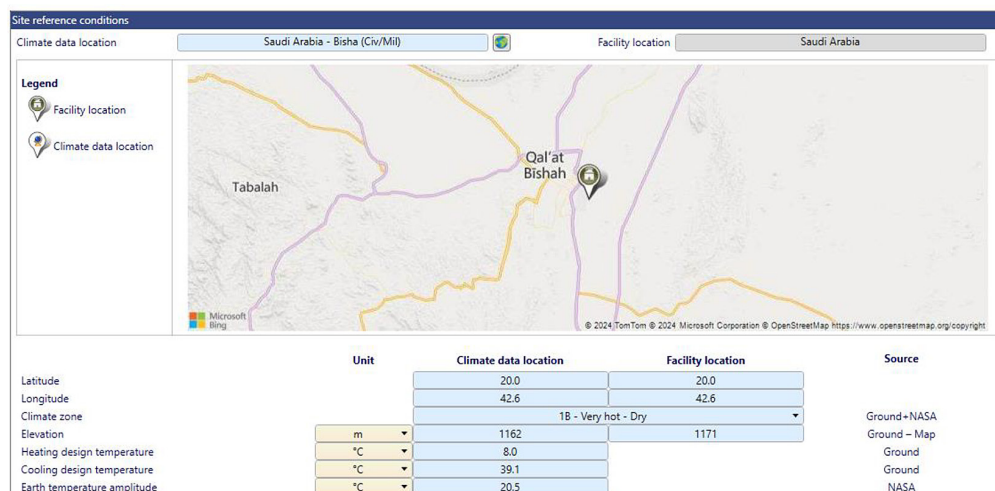 Site reference conditions
Climate data location Saudi Arabia - Bisha (Civ/Mil) Facility location Saudi Arabia
Legend
Facility location
Climate data location
Qal'at
Bīshah
Tabalah
Microsoft
Bing
© 2024 TomTom © 2024 Microsoft Corporation © OpenStreetMap https://www.openstreetmap.org/copyright
Unit Climate data location Facility location Source
Latitude 20.0 20.0
Longitude 42.6 42.6
Climate zone 1B - Very hot - Dry Ground+NASA
Elevation m 1162 1171 Ground – Map
Heating design temperature °C 8.0 Ground
Cooling design temperature °C 39.1 Ground
Earth temperature amplitude °C 20.5 NASA